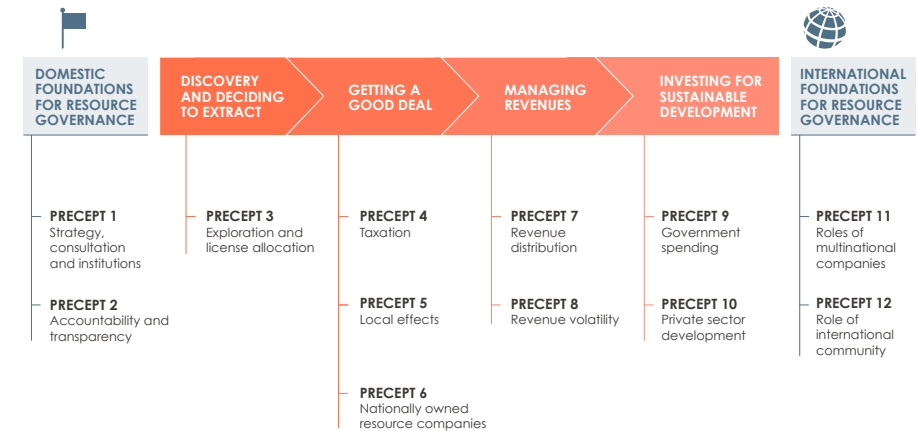 DOMESTIC
FOUNDATIONS
FOR RESOURCE
GOVERNANCE
DISCOVERY
AND DECIDING
TO EXTRACT
GETTING A
GOOD DEAL
MANAGING
REVENUES
INVESTING FOR
SUSTAINABLE
DEVELOPMENT
INTERNATIONAL
FOUNDATIONS
FOR RESOURCE
GOVERNANCE
PRECEPT 1
Strategy,
consultation
and institutions
PRECEPT 2
Accountability and
transparency
PRECEPT 3
Exploration and
license allocation
PRECEPT 4
Taxation
PRECEPT 5
Local effects
PRECEPT 6
Nationally owned
resource companies
PRECEPT 7
Revenue
distribution
PRECEPT 8
Revenue volatility
PRECEPT 9
Government
spending
PRECEPT 10
Private sector
development
PRECEPT 11
Roles of
multinational
companies
PRECEPT 12
Role of
international
community